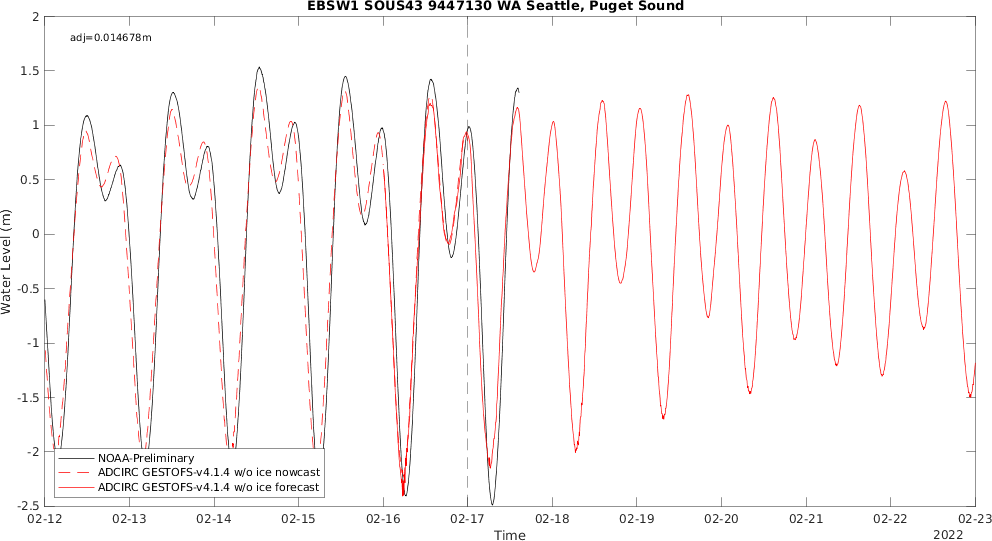 EBSW1 SOUS43 9447130 WA Seattle, Puget Sound
adj=0.014678m
2
1.5
1
0.5
0
-0.5
-1
-1.5
-2
-2.5
Water Level (m)
NOAA-Preliminary
ADCIRC GESTOFS-v4.1.4 w/o ice nowcast
ADCIRC GESTOFS-v4.1.4 w/o ice forecast
02-12 02-13 02-14 02-15 02-16 02-17 02-18 02-19 02-20 02-21 02-22 02-23
Time
2022